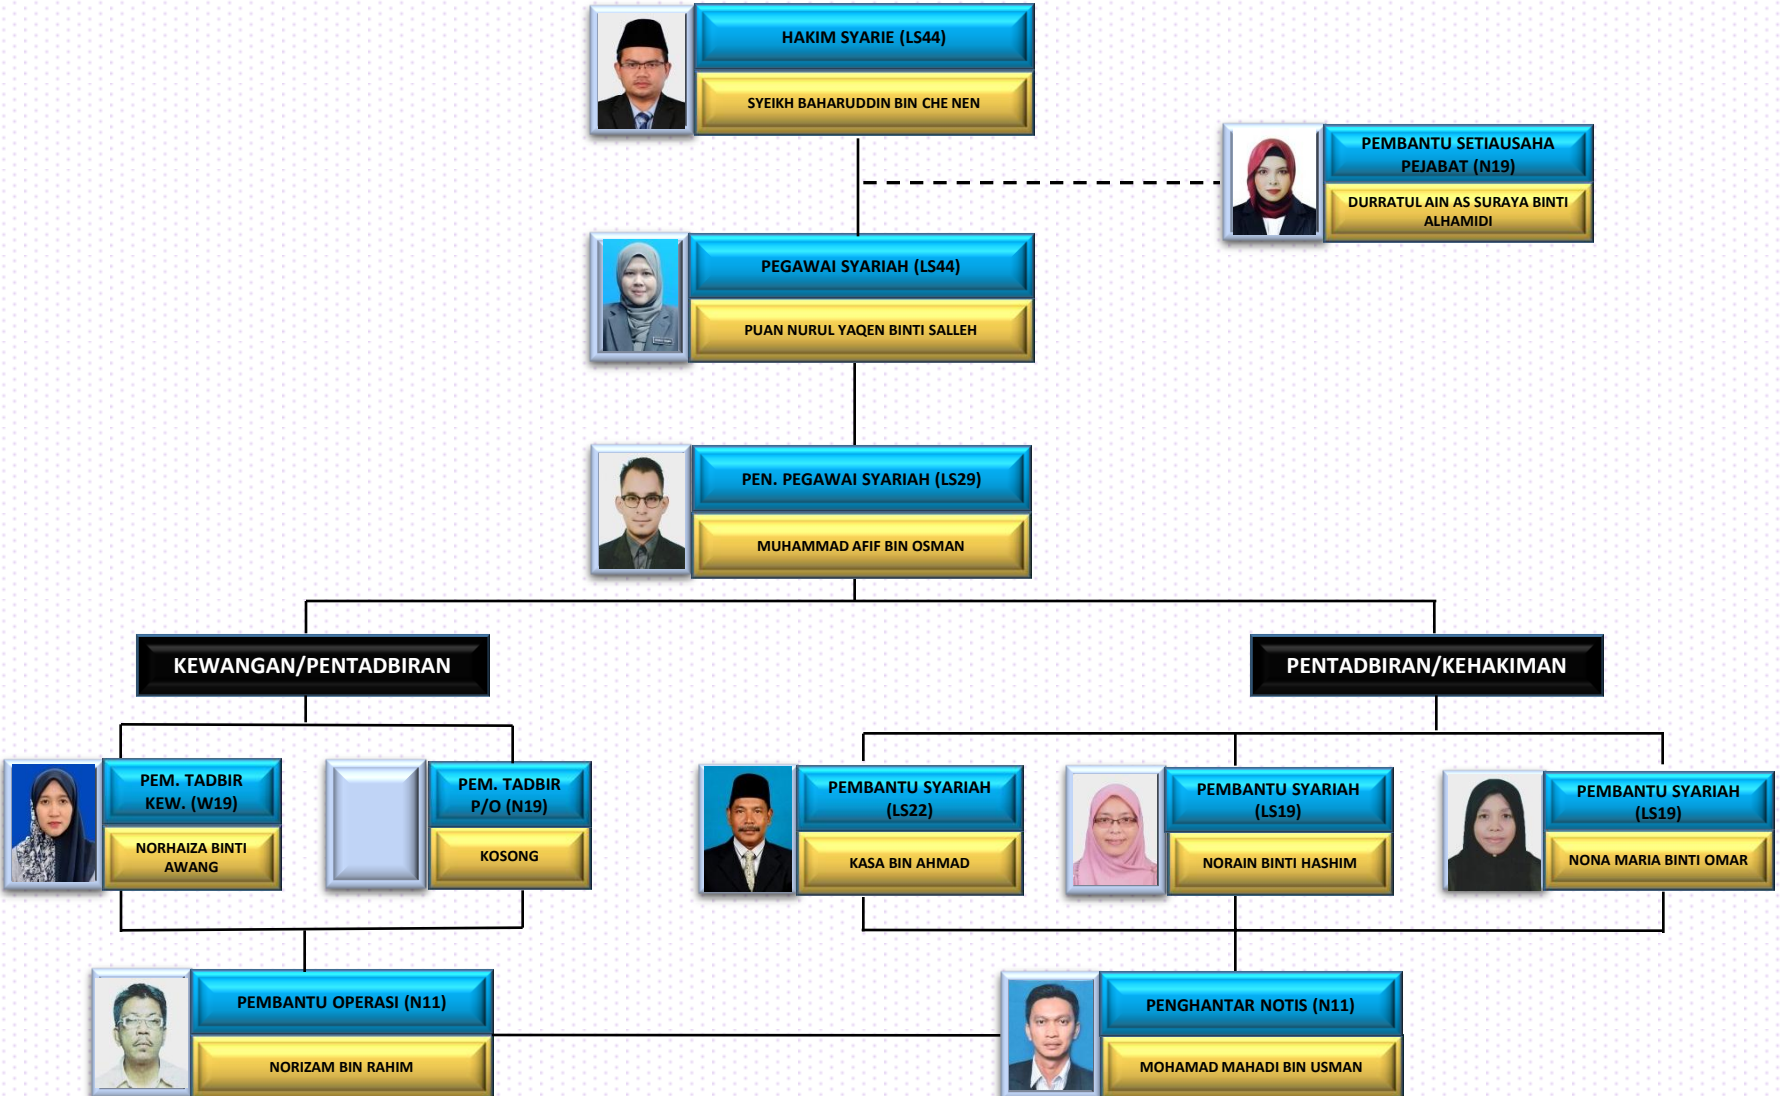 HAKIM SYARIE (LS44)
SYEIKH BAHARUDDIN BIN CHE NEN
PEMBANTU SETIAUSAHA
PEJABAT (N19)
DURRATUL AIN AS SURAYA BINTI
ALHAMIDI
PEGAWAI SYARIAH (LS44)
PUAN NURUL YAQEN BINTI SALLEH
PEN. PEGAWAI SYARIAH (LS29)
MUHAMMAD AFIF BIN OSMAN
KEWANGAN/PENTADBIRAN
PENTADBIRAN/KEHAKIMAN
PEM. TADBIR
KEW. (W19)
NORHAIZA BINTI
AWANG
PEM. TADBIR
P/O (N19)
KOSONG
PEMBANTU SYARIAH
(LS22)
KASA BIN AHMAD
PEMBANTU SYARIAH
(LS19)
NORAIN BINTI HASHIM
PEMBANTU SYARIAH
(LS19)
NONA MARIA BINTI OMAR
PEMBANTU OPERASI (N11)
NORIZAM BIN RAHIM
PENGHANTAR NOTIS (N11)
MOHAMAD MAHADI BIN USMAN